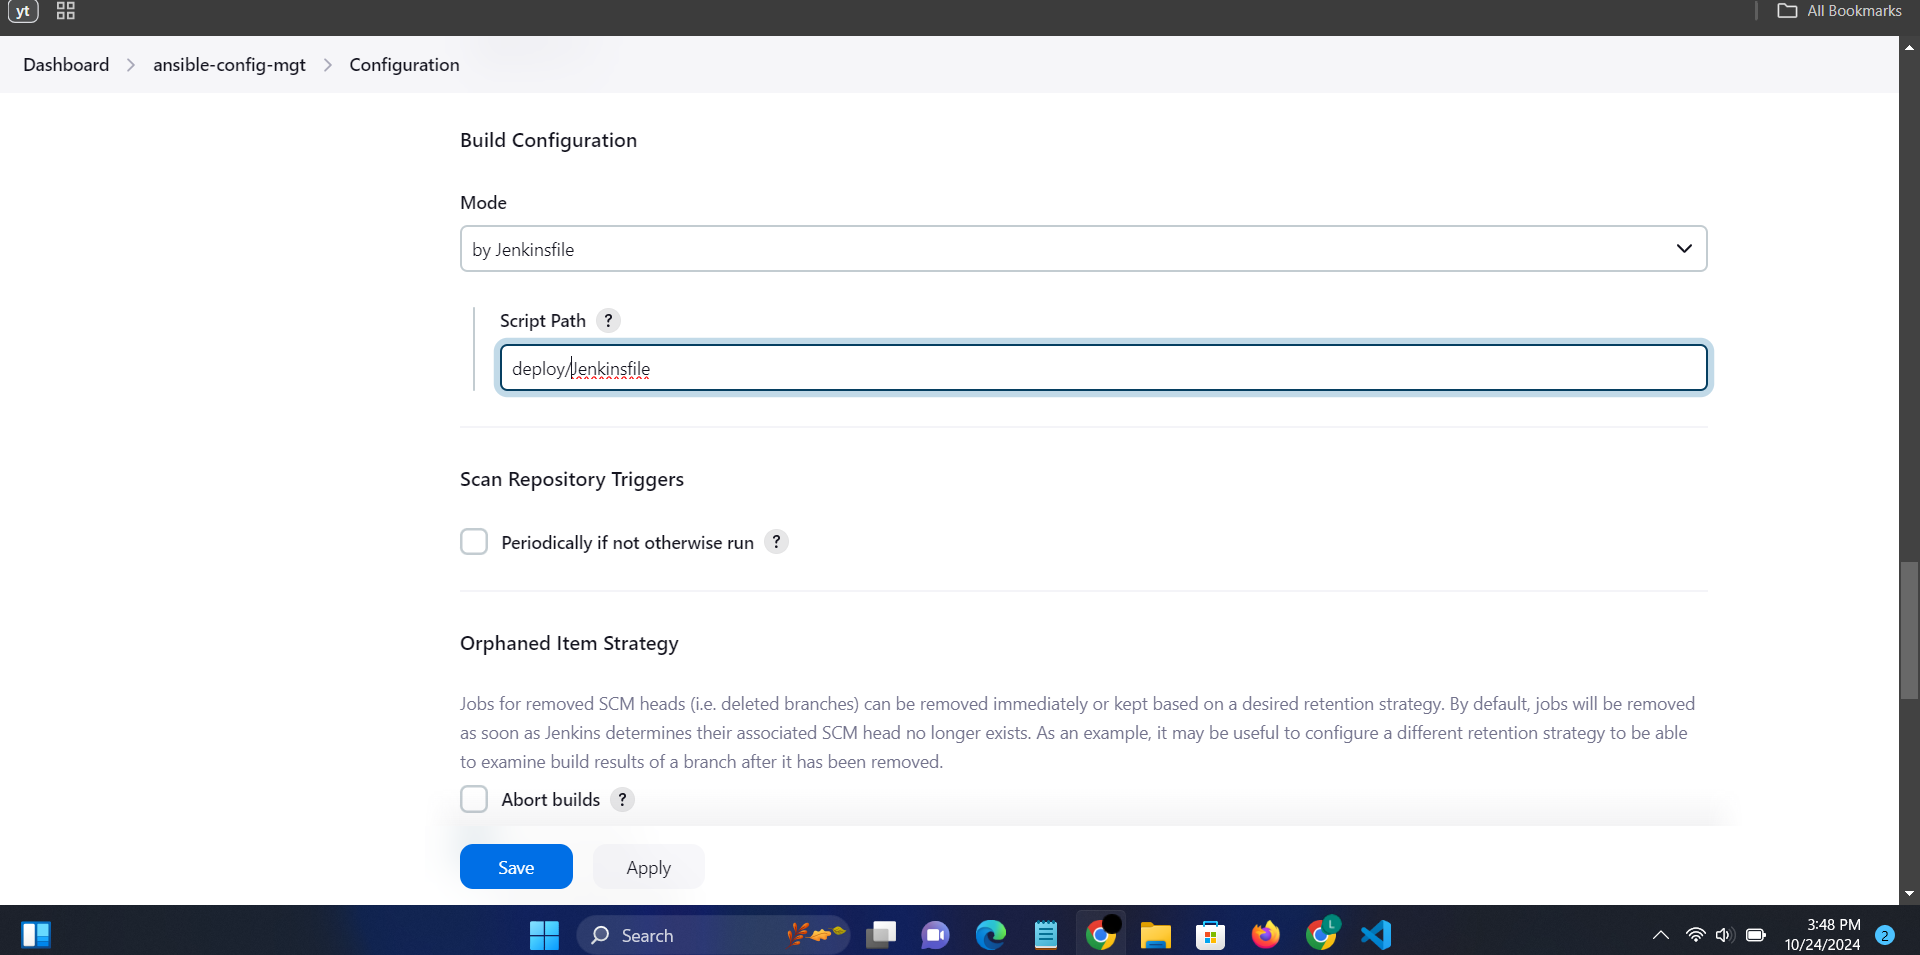 yt
All Bookmarks
Dashboard > ansible-config-mgt > Configuration
Build Configuration
Mode
by Jenkinsfile
Script Path ?
deploy/Jenkinsfile
Scan Repository Triggers
Periodically if not otherwise run ?
Orphaned Item Strategy
Jobs for removed SCM heads (i.e. deleted branches) can be removed immediately or kept based on a desired retention strategy. By default, jobs will be removed
as soon as Jenkins determines their associated SCM head no longer exists. As an example, it may be useful to configure a different retention strategy to be able
to examine build results of a branch after it has been removed.
Abort builds ?
Save Apply
Search
L
3:48 PM
10/24/2024
2